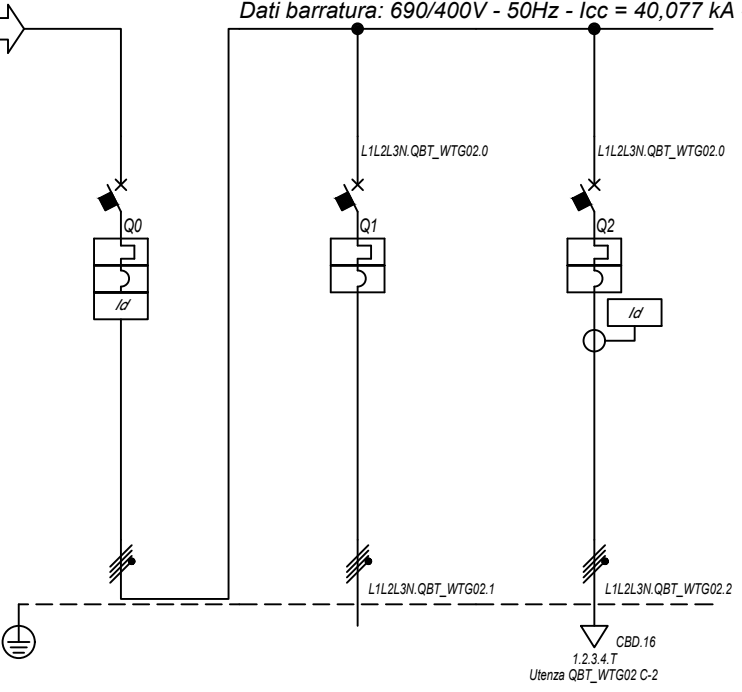 Dati barratura: 690/400V - 50Hz - Icc = 40,077 kA
L1L2L3N.QBT_WTG02.0
L1L2L3N.QBT_WTG02.0
Q0
Q1
Q2
Id
Id
L1L2L3N.QBT_WTG02.1
L1L2L3N.QBT_WTG02.2
CBD.16
1.2.3.4.T
Utenza QBT_WTG02 C-2